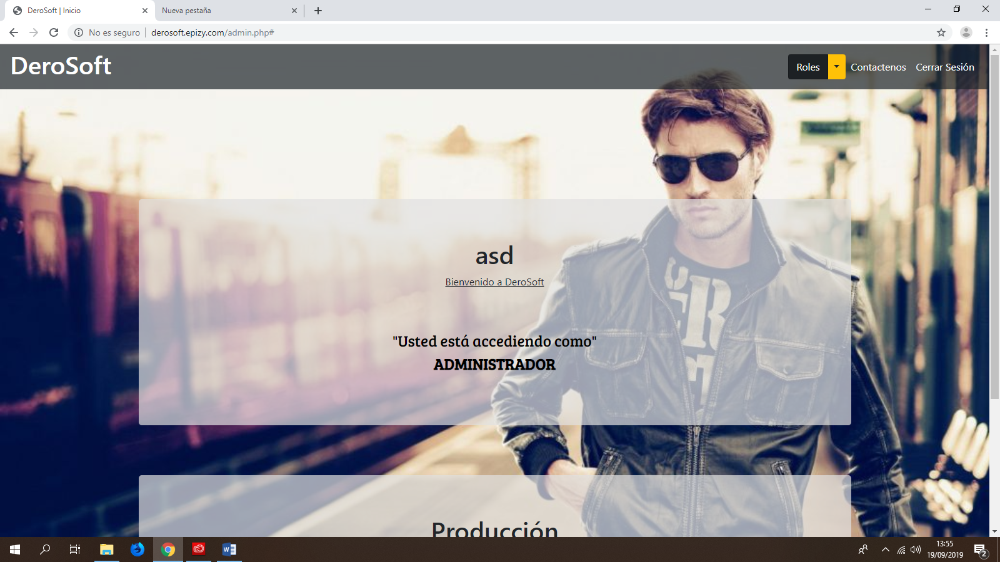 DeroSoft | Inicio
Nueva pestaña
No es seguro
derosoft.epizy.com/admin.php#
DeroSoft
Roles
Contactenos
Cerrar Sesión
asd
Bienvenido a DeroSoft
"Usted está accediendo como"
ADMINISTRADOR
Producción
13:55
19/09/2019
2